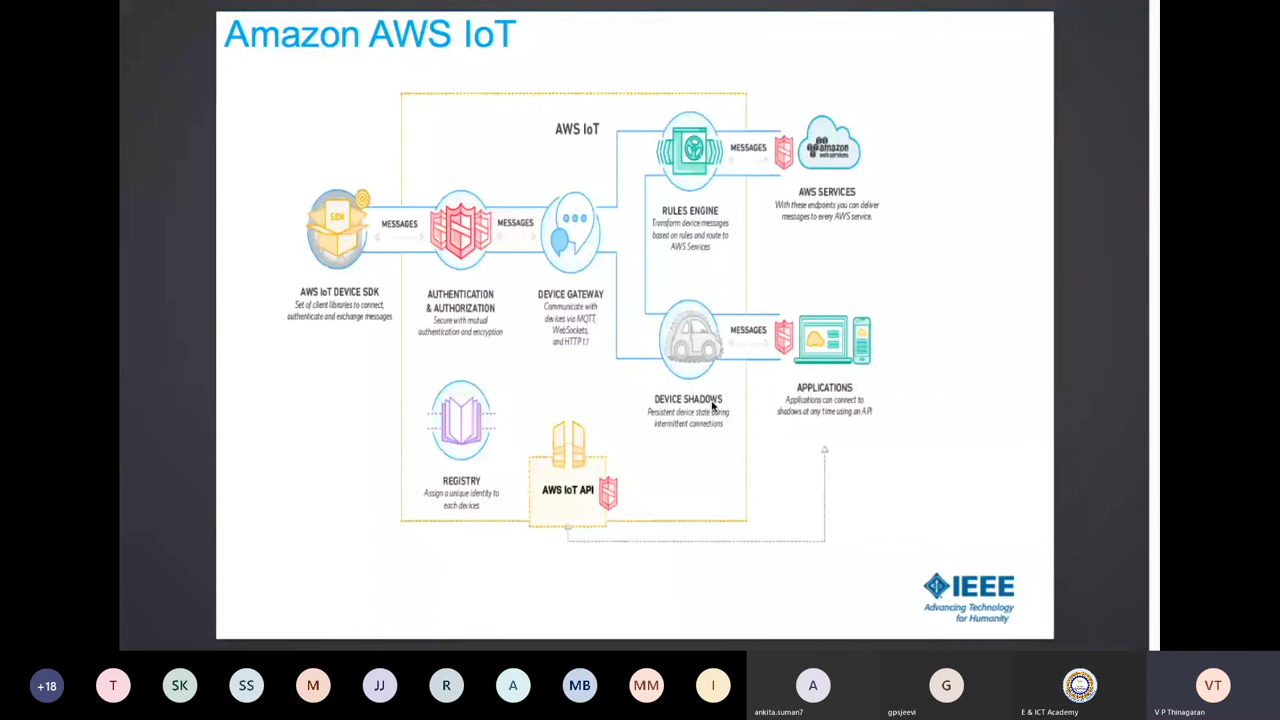 Amazon AWS IoT
AWS IoT
SDK
MESSAGES
MESSAGES
MESSAGES
amazon
web services
AWS SERVICES
With these endpoints you can deliver
messages to every AWS service.
RULES ENGINE
Transform device messages
based on rules and route to
AWS Services
AWS IoT DEVICE SDK
Set of client libraries to connect,
authenticate and exchange messages
AUTHENTICATION
& AUTHORIZATION
Secure with mutual
authentication and encryption
DEVICE GATEWAY
Communicate with
devices via MQTT,
WebSockets,
and HTTP 1.1
MESSAGES
DEVICE SHADOWS
Persistent device state during
intermittent connections
APPLICATIONS
Applications can connect to
shadows at any time using an API
REGISTRY
Assign a unique identity to
each devices
AWS IoT API
IEEE
Advancing Technology
for Humanity
+18
T
SK
SS
M
JJ
R
A
MB
MM
I
A
ankita.suman7
G
gpsjeevi
E & ICT Academy
VT
V P Thinagaran